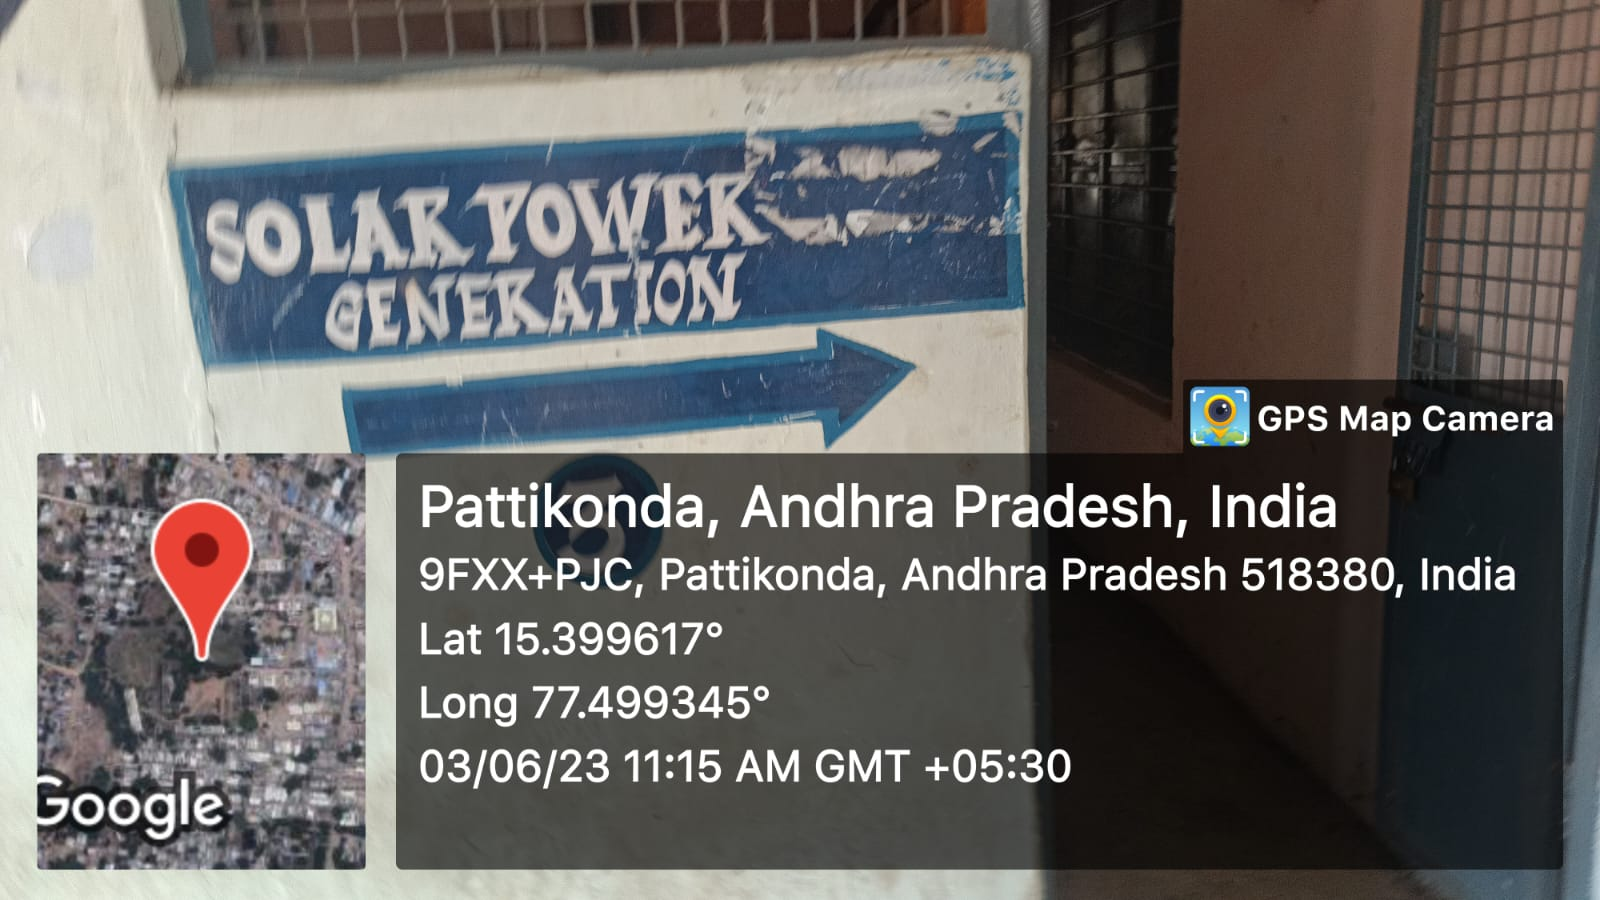 SOLAR POWER
GENERATION
GPS Map Camera
Pattikonda, Andhra Pradesh, India
9FXX+PJC, Pattikonda, Andhra Pradesh 518380, India
Lat 15.399617°
Long 77.499345°
03/06/23 11:15 AM GMT +05:30
Google